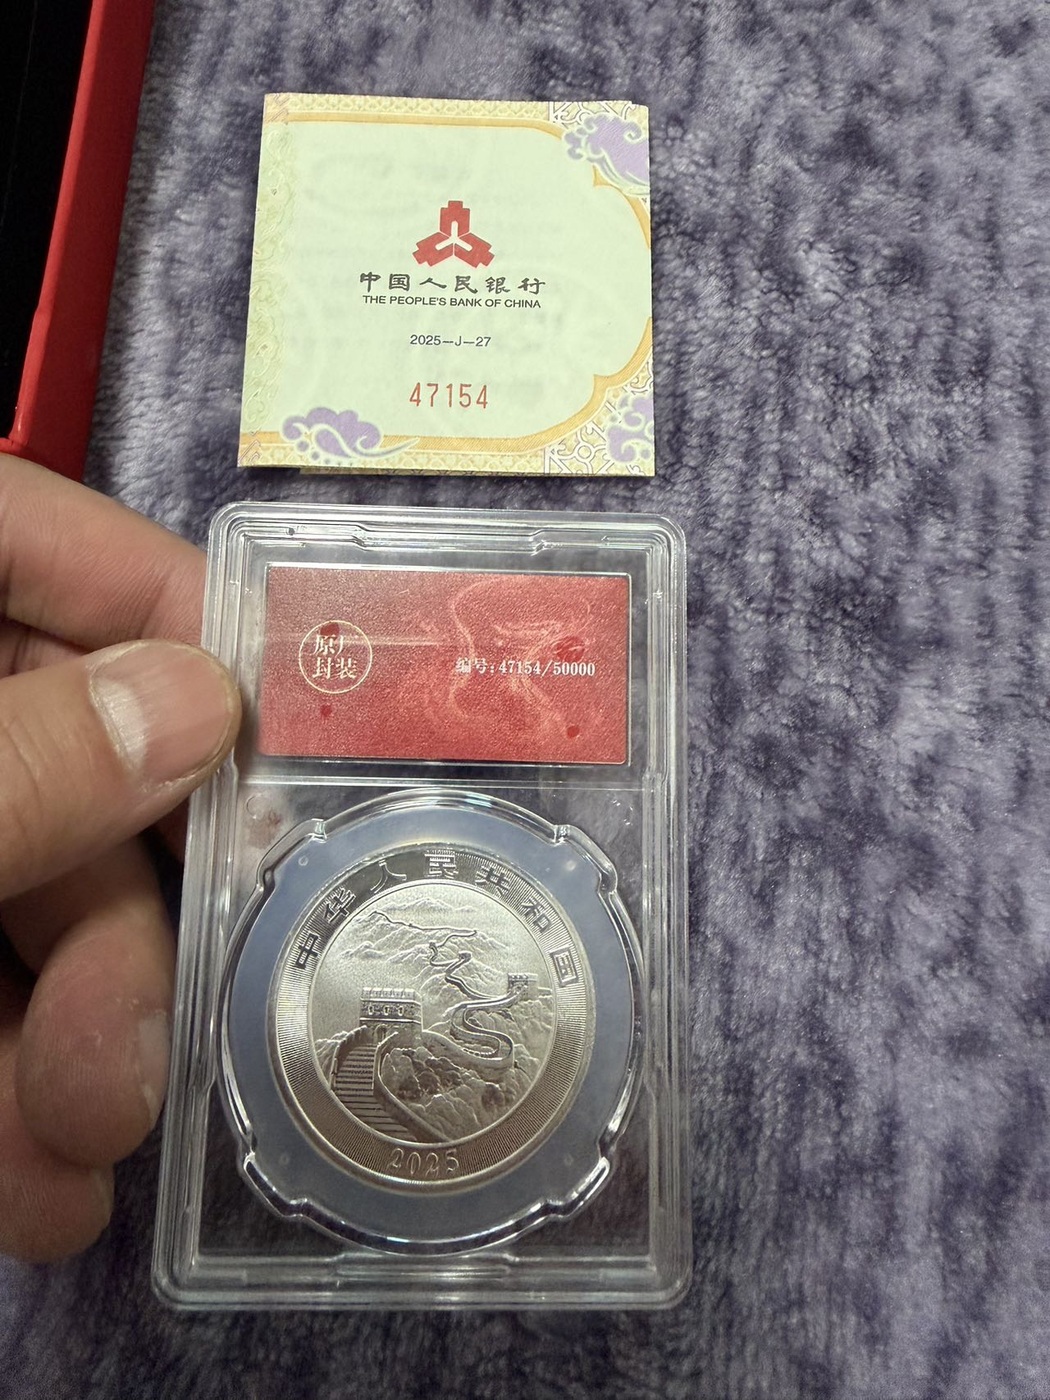 中国人民银行
THE PEOPLE'S BANK OF CHINA
2025—J—27
47154
原厂
封装
编号:47154/50000
中华人民共和国
2025